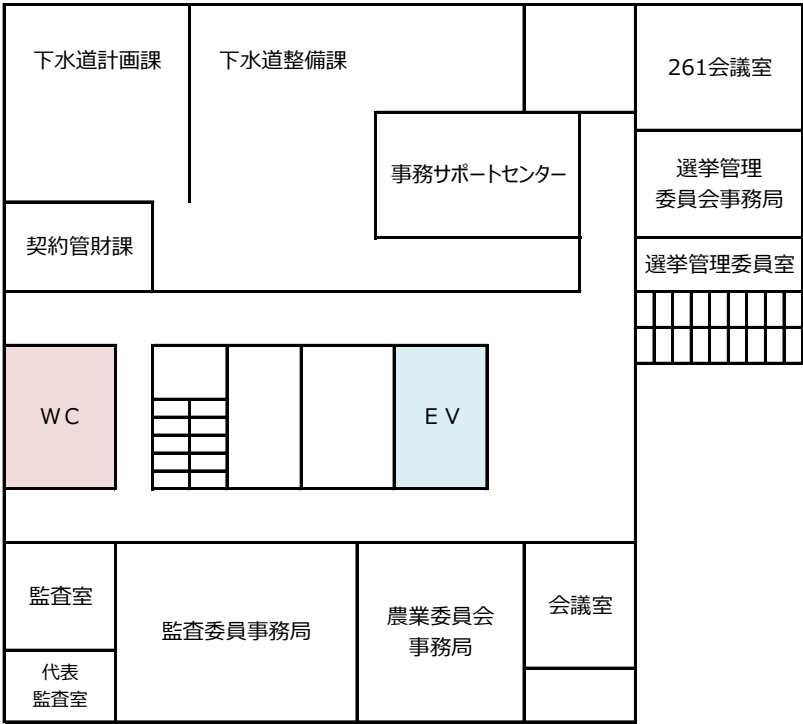 下水道計画課
下水道整備課
261会議室
事務サポートセンター
選挙管理
委員会事務局
契約管財課
選挙管理委員室
ＷＣ
ＥＶ
監査室
監査委員事務局
農業委員会
事務局
会議室
代表
監査室